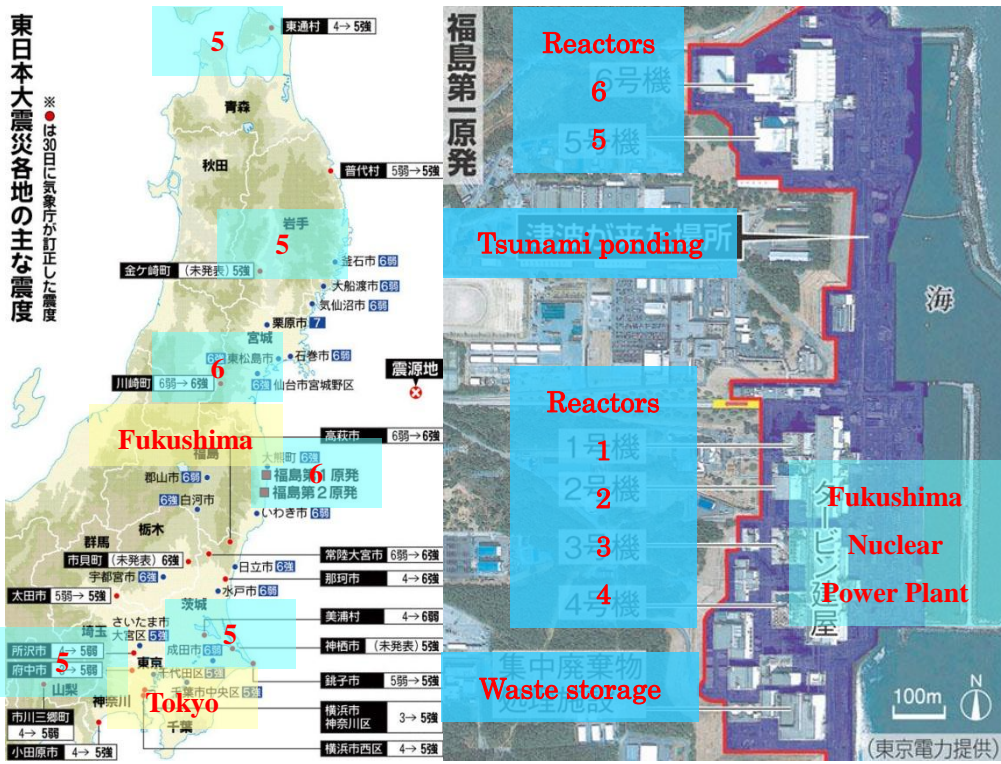 東日本大震災各地の主な震度
※●は30日に気象庁が訂正した震度
5
東通村 4→5強
青森
秋田
普代村 5弱→5強
岩手
5
金ケ崎町 (未発表)5強
釜石市 6弱
大船渡市 6弱
気仙沼市 6弱
栗原市 7
宮城
6強 東松島市
石巻市 6強
6
川崎町 6弱→6強
6強 仙台市宮城野区
震源地
Fukushima
福島
高萩市 6弱→6強
大熊町 6強
6
福島第1原発
福島第2原発
郡山市 6弱
6強 白河市
いわき市 6弱
栃木
群馬
市貝町 (未発表)6強
常陸大宮市 6弱→6強
日立市 6強
宇都宮市 6強
那珂市 4→6強
太田市 5弱→5強
水戸市 6弱
茨城
美浦村 4→6弱
埼玉
さいたま市
大宮区 5強
5
所沢市 4→5弱
成田市 6弱
神栖市 (未発表)5強
5
府中市
東京
千代田区 5強
銚子市 5弱→5強
山梨
千葉市中央区 5強
神奈川
Tokyo
千葉
市川三郷町
4→5弱
横浜市
神奈川区 3→5強
小田原市 4→5強
横浜市西区 4→5強
福島第一原発
Reactors
6
6号機
5
5号機
津波が来た場所
Tsunami ponding
海
Reactors
1
1号機
2
2号機
3
3号機
4
4号機
タービン建屋
Fukushima
Nuclear
Power Plant
集中廃棄物
処理施設
Waste storage
100m
N
(東京電力提供)